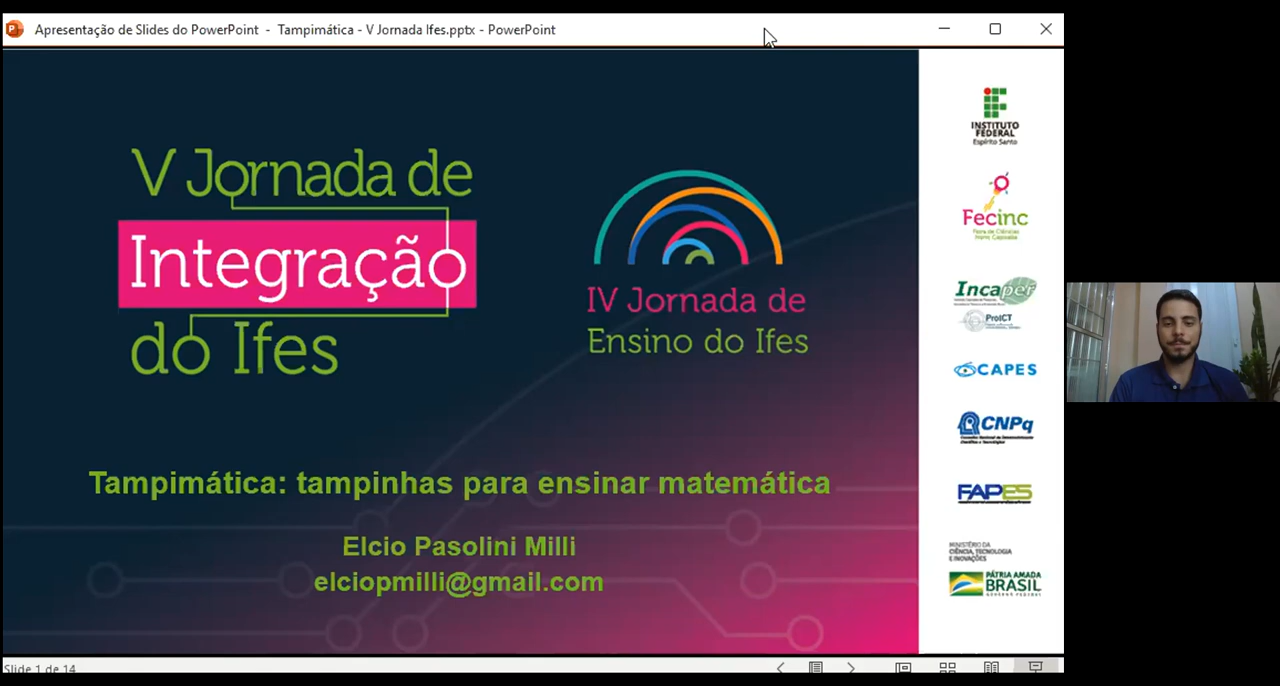 Apresentação de Slides do PowerPoint - Tampimática - V Jornada Ifes.pptx - PowerPoint
V Jornada de
Integração
do Ifes
IV Jornada de
Ensino do Ifes
Tampimática: tampinhas para ensinar matemática
Elcio Pasolini Milli
elciopmilli@gmail.com
INSTITUTO
FEDERAL
Espírito Santo
Fecinc
Incaper
ProICT
CAPES
CNPq
FAPES
MINISTÉRIO DA
CIÊNCIA, TECNOLOGIA
E INOVAÇÕES
PÁTRIA AMADA
BRASIL
GOVERNO FEDERAL
Slide 1 de 14